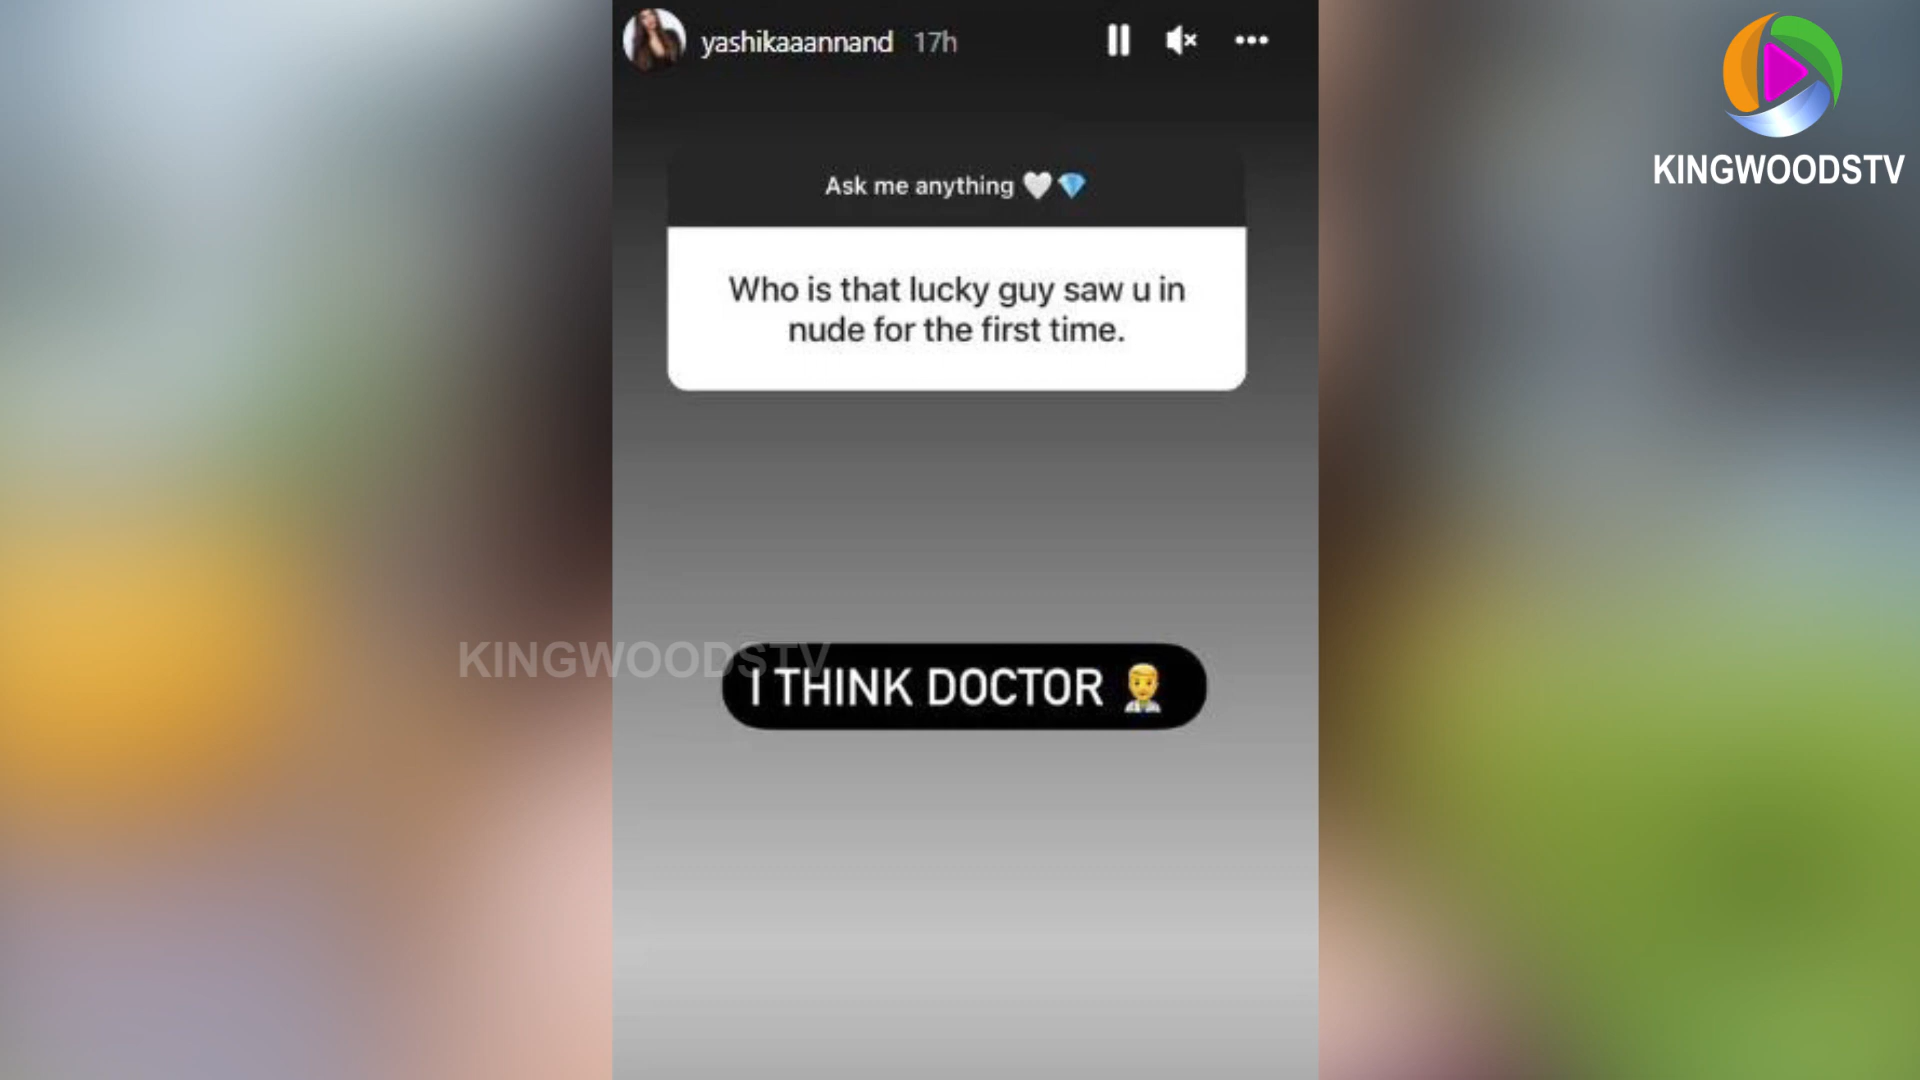 yashikaaannand 17h
KINGWOODSTV
Ask me anything 🤍💎
Who is that lucky guy saw u in
nude for the first time.
KINGWOODSTV
I THINK DOCTOR 👨‍⚕️